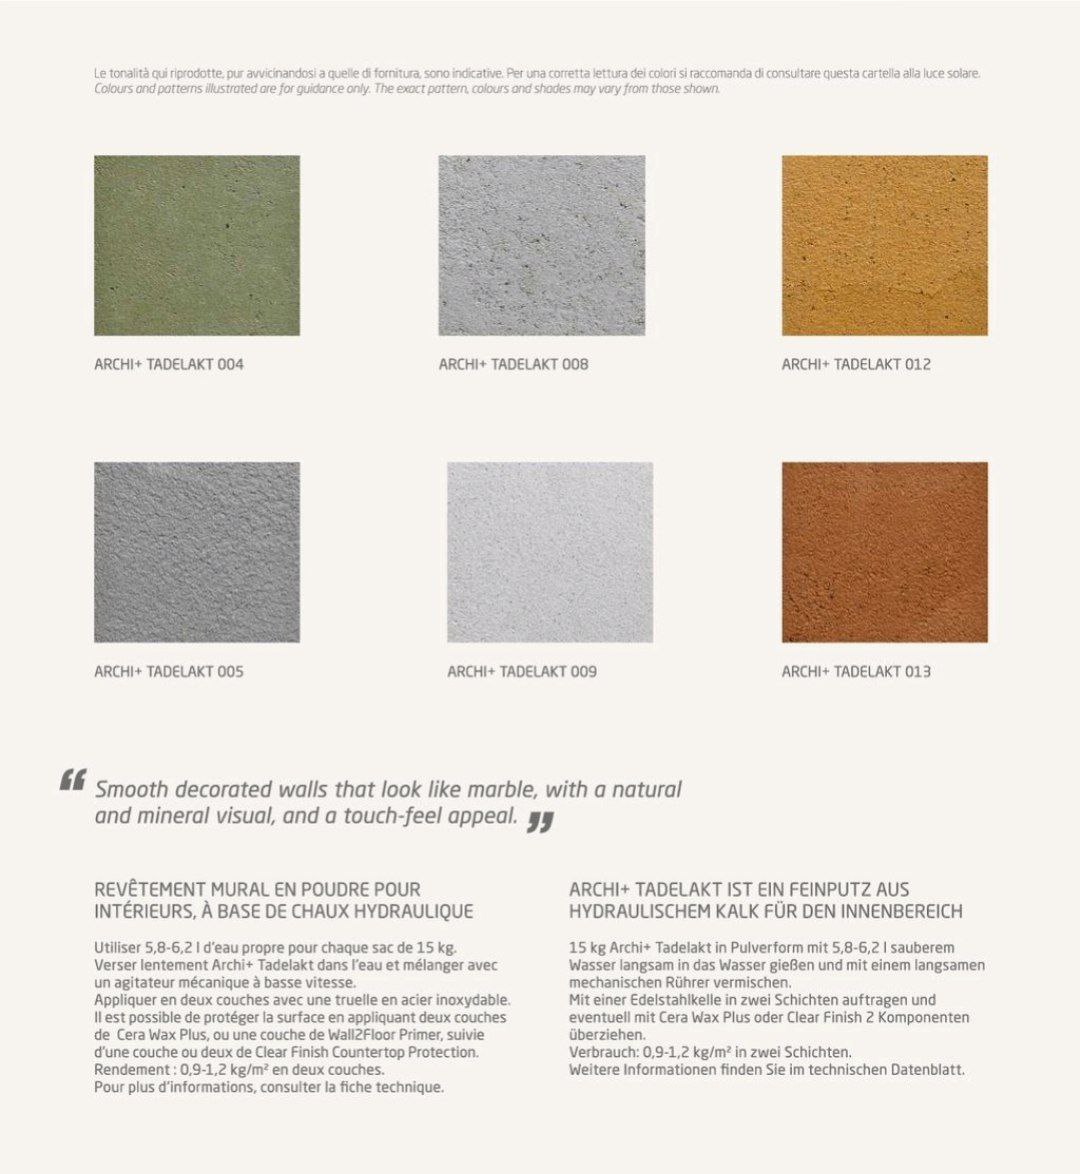 Le tonalità qui riprodotte, pur avvicinandosi a quelle di fornitura, sono indicative. Per una corretta lettura dei colori si raccomanda di consultare questa cartella alla luce solare.
Colours and patterns illustrated are for guidance only. The exact pattern, colours and shades may vary from those shown.
ARCHI+ TADELAKT 004
ARCHI+ TADELAKT 008
ARCHI+ TADELAKT 012
ARCHI+ TADELAKT 005
ARCHI+ TADELAKT 009
ARCHI+ TADELAKT 013
“ Smooth decorated walls that look like marble, with a natural
and mineral visual, and a touch-feel appeal. ”
REVÊTEMENT MURAL EN POUDRE POUR
INTÉRIEURS, À BASE DE CHAUX HYDRAULIQUE
Utiliser 5,8-6,2 l d'eau propre pour chaque sac de 15 kg.
Verser lentement Archi+ Tadelakt dans l'eau et mélanger avec
un agitateur mécanique à basse vitesse.
Appliquer en deux couches avec une truelle en acier inoxydable.
Il est possible de protéger la surface en appliquant deux couches
de Cera Wax Plus, ou une couche de Wall2Floor Primer, suivie
d'une couche ou deux de Clear Finish Countertop Protection.
Rendement : 0,9-1,2 kg/m² en deux couches.
Pour plus d'informations, consulter la fiche technique.
ARCHI+ TADELAKT IST EIN FEINPUTZ AUS
HYDRAULISCHEM KALK FÜR DEN INNENBEREICH
15 kg Archi+ Tadelakt in Pulverform mit 5,8-6,2 l sauberem
Wasser langsam in das Wasser gießen und mit einem langsamen
mechanischen Rührer vermischen.
Mit einer Edelstahlkelle in zwei Schichten auftragen und
eventuell mit Cera Wax Plus oder Clear Finish 2 Komponenten
überziehen.
Verbrauch: 0,9-1,2 kg/m² in zwei Schichten.
Weitere Informationen finden Sie im technischen Datenblatt.